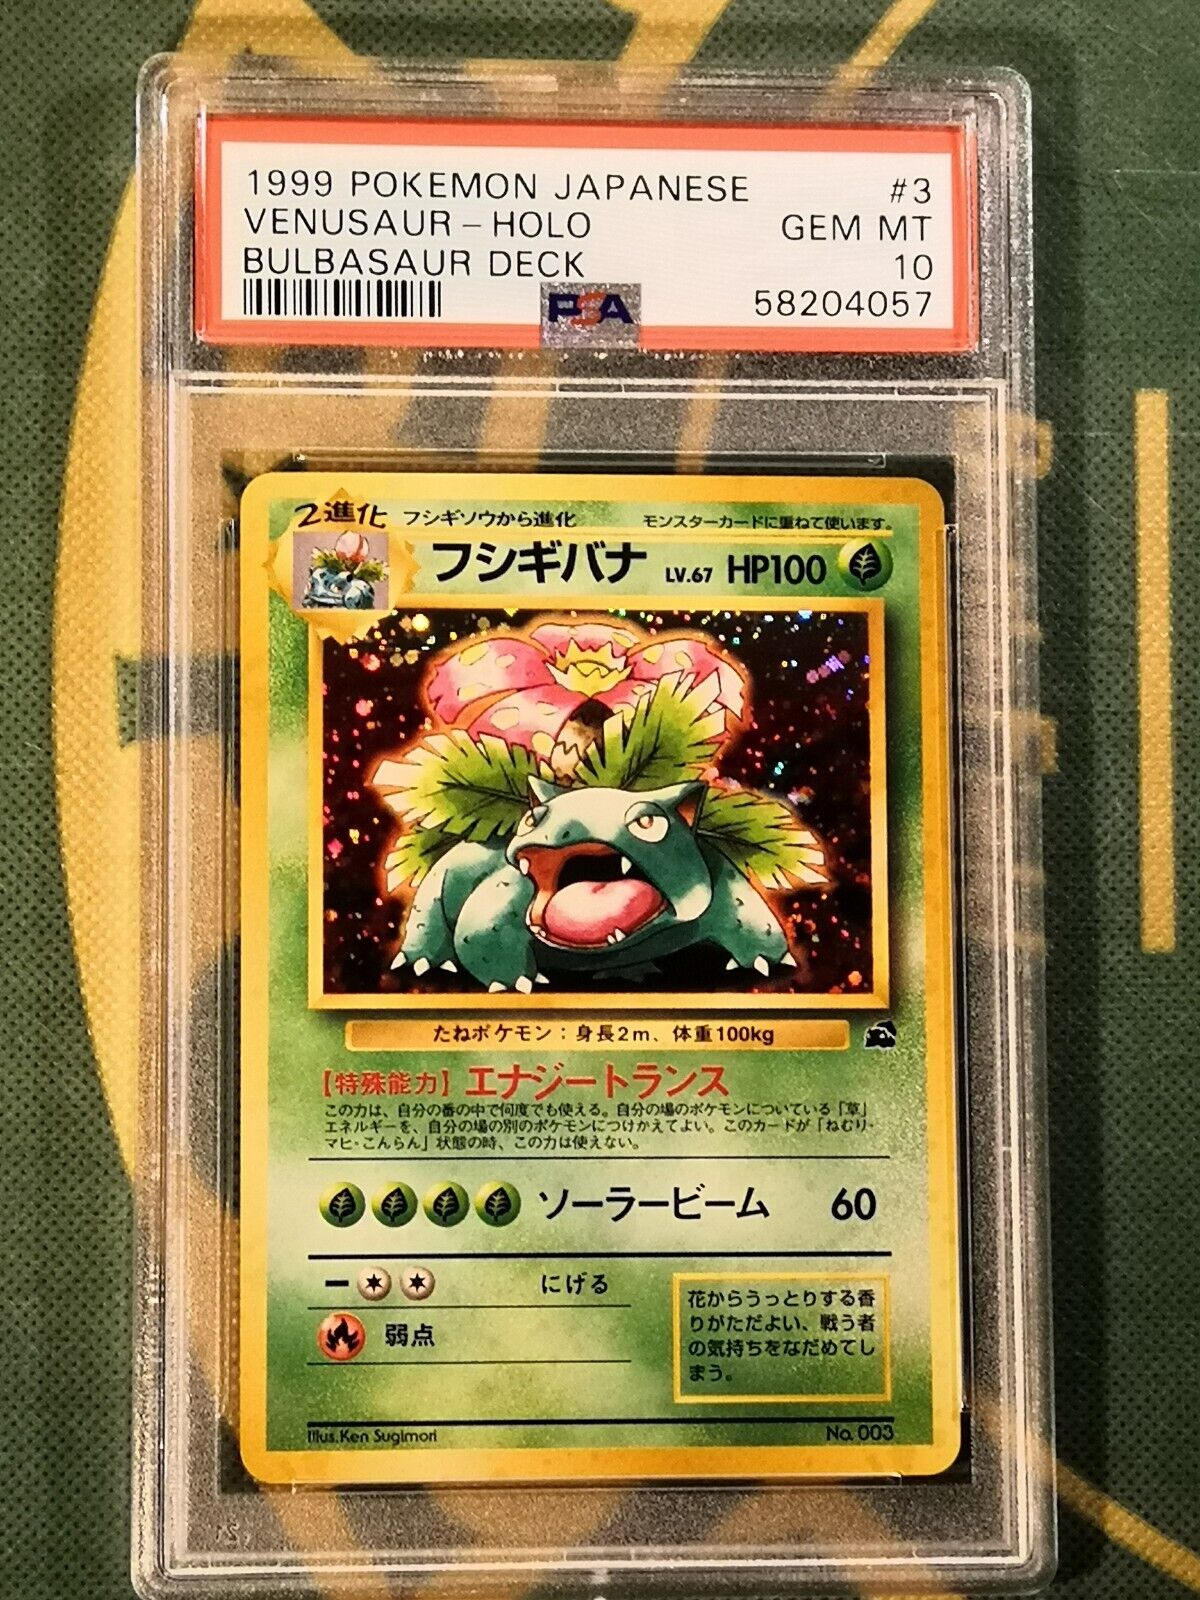 1999 POKEMON JAPANESE #3
VENUSAUR - HOLO GEM MT
BULBASAUR DECK 10
PSA 58204057
2進化 フシギソウから進化 モンスターカードに重ねて使います。
フシギバナ LV.67 HP100
たねポケモン：身長2m、体重100kg
【特殊能力】エナジートランス
この力は、自分の番の中で何度でも使える。自分の場のポケモンについている「草」
エネルギーを、自分の場の別のポケモンにつけかえてよい。このカードが「ねむり・
マヒ・こんらん」状態の時、この力は使えない。
ソーラービーム 60
ー にげる
弱点
花からうっとりする香
りがただよい、戦う者
の気持ちをなだめてし
まう。
Illus. Ken Sugimori No. 003